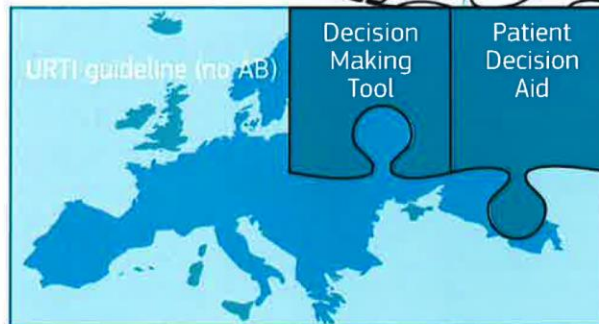 URTI guideline (no AB)
Decision
Making
Tool
Patient
Decision
Aid